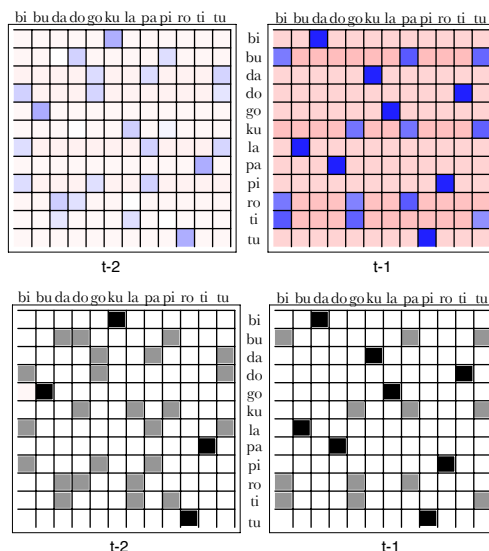 bi bu da do go ku la pa pi ro ti tu bi bu da do go ku la pa pi ro ti tu
bi
bu
da
do
go
ku
la
pa
pi
ro
ti
tu
t-2 t-1
bi bu da do go ku la pa pi ro ti tu bi bu da do go ku la pa pi ro ti tu
bi
bu
da
do
go
ku
la
pa
pi
ro
ti
tu
t-2 t-1